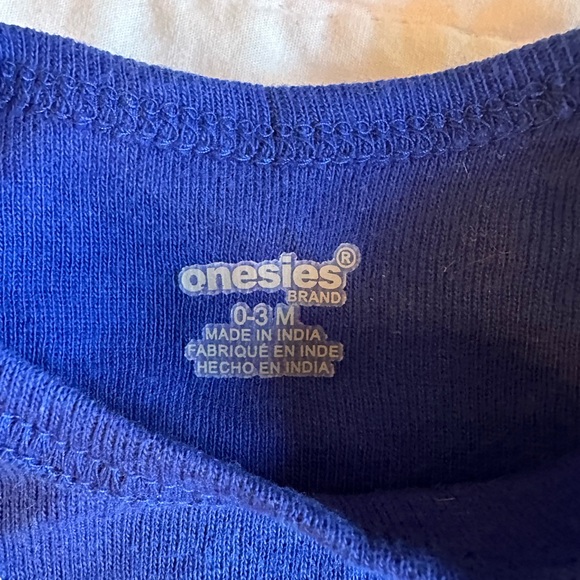 onesies®
BRAND
0-3 M
MADE IN INDIA
FABRIQUÉ EN INDE
HECHO EN INDIA